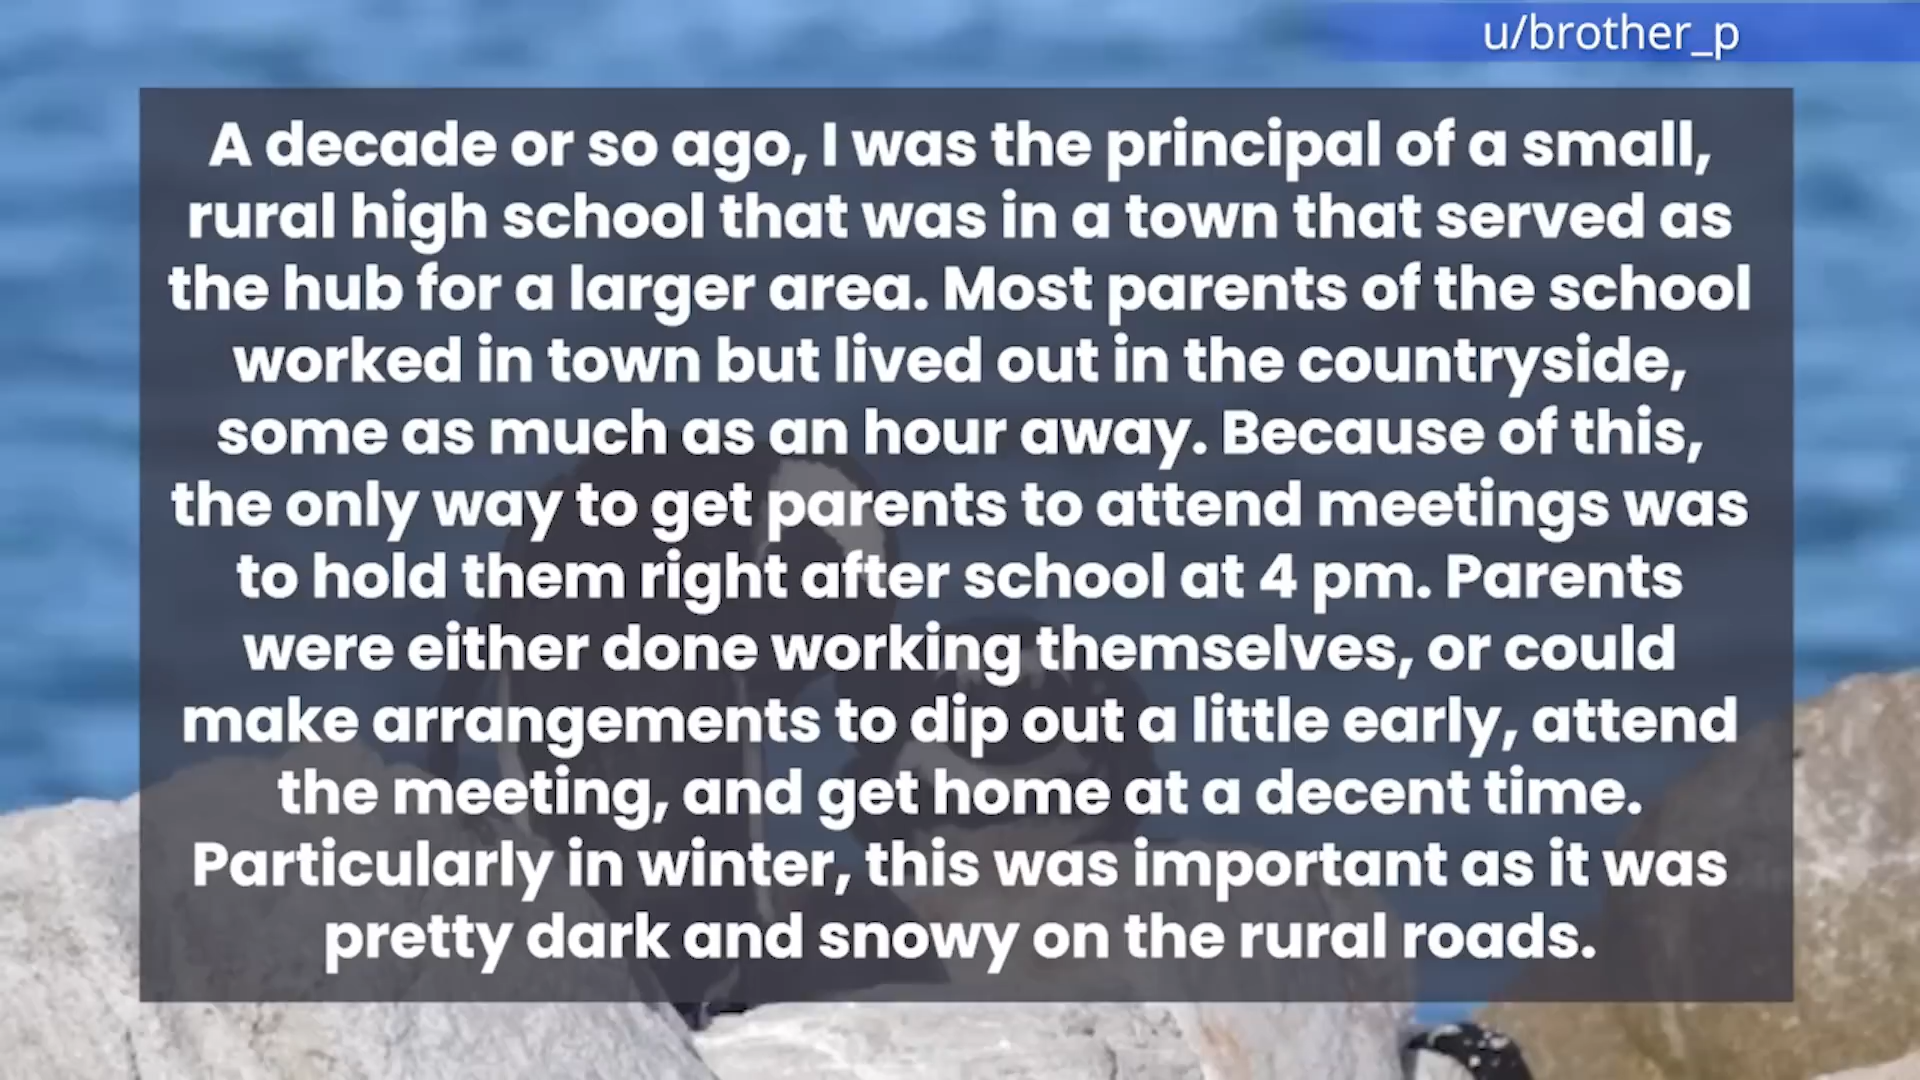 u/brother_p
A decade or so ago, I was the principal of a small,
rural high school that was in a town that served as
the hub for a larger area. Most parents of the school
worked in town but lived out in the countryside,
some as much as an hour away. Because of this,
the only way to get parents to attend meetings was
to hold them right after school at 4 pm. Parents
were either done working themselves, or could
make arrangements to dip out a little early, attend
the meeting, and get home at a decent time.
Particularly in winter, this was important as it was
pretty dark and snowy on the rural roads.